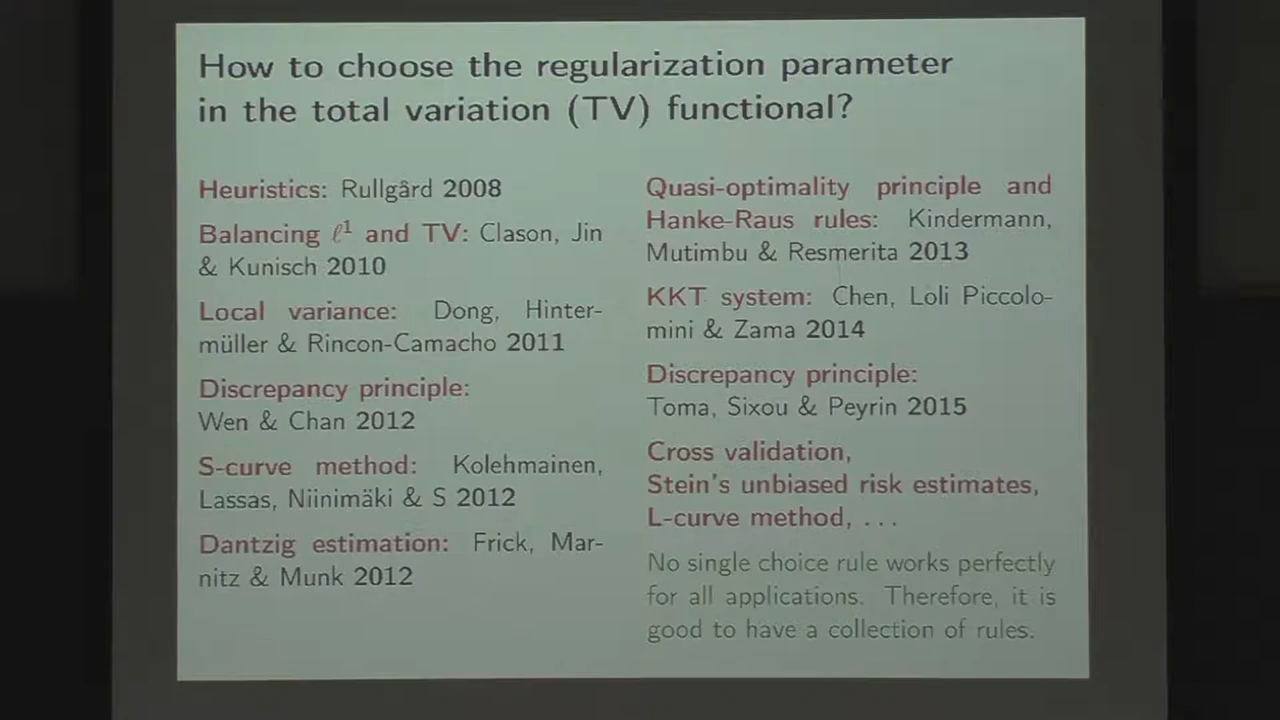 How to choose the regularization parameter
in the total variation (TV) functional?
Heuristics: Rullgård 2008
Balancing ℓ¹ and TV: Clason, Jin
& Kunisch 2010
Local variance: Dong, Hinter-
müller & Rincon-Camacho 2011
Discrepancy principle:
Wen & Chan 2012
S-curve method: Kolehmainen,
Lassas, Niinimäki & S 2012
Dantzig estimation: Frick, Mar-
nitz & Munk 2012
Quasi-optimality principle and
Hanke-Raus rules: Kindermann,
Mutimbu & Resmerita 2013
KKT system: Chen, Loli Piccolo-
mini & Zama 2014
Discrepancy principle:
Toma, Sixou & Peyrin 2015
Cross validation,
Stein's unbiased risk estimates,
L-curve method, ...
No single choice rule works perfectly
for all applications. Therefore, it is
good to have a collection of rules.